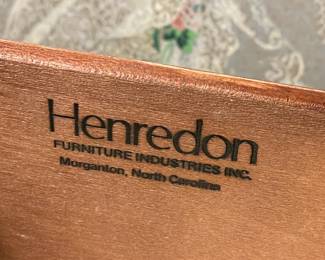 Henredon
FURNITURE INDUSTRIES INC.
Morganton, North Carolina